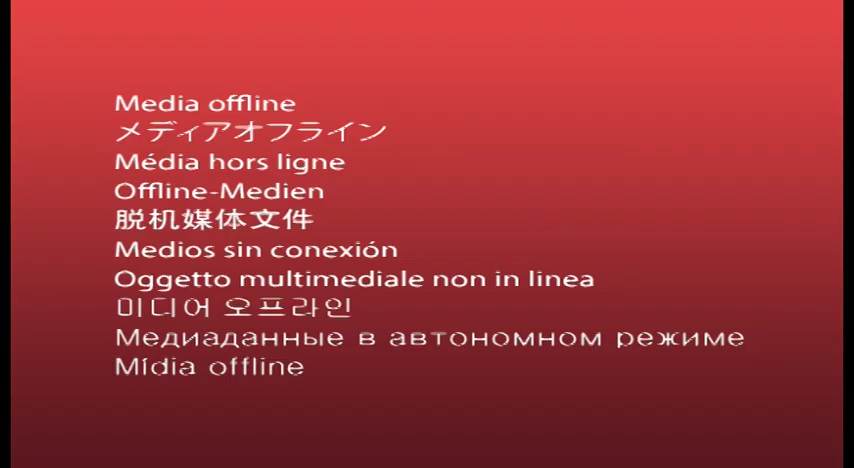 Media offline
メディアオフライン
Média hors ligne
Offline-Medien
脱机媒体文件
Medios sin conexión
Oggetto multimediale non in linea
미디어 오프라인
Медиаданные в автономном режиме
Mídia offline